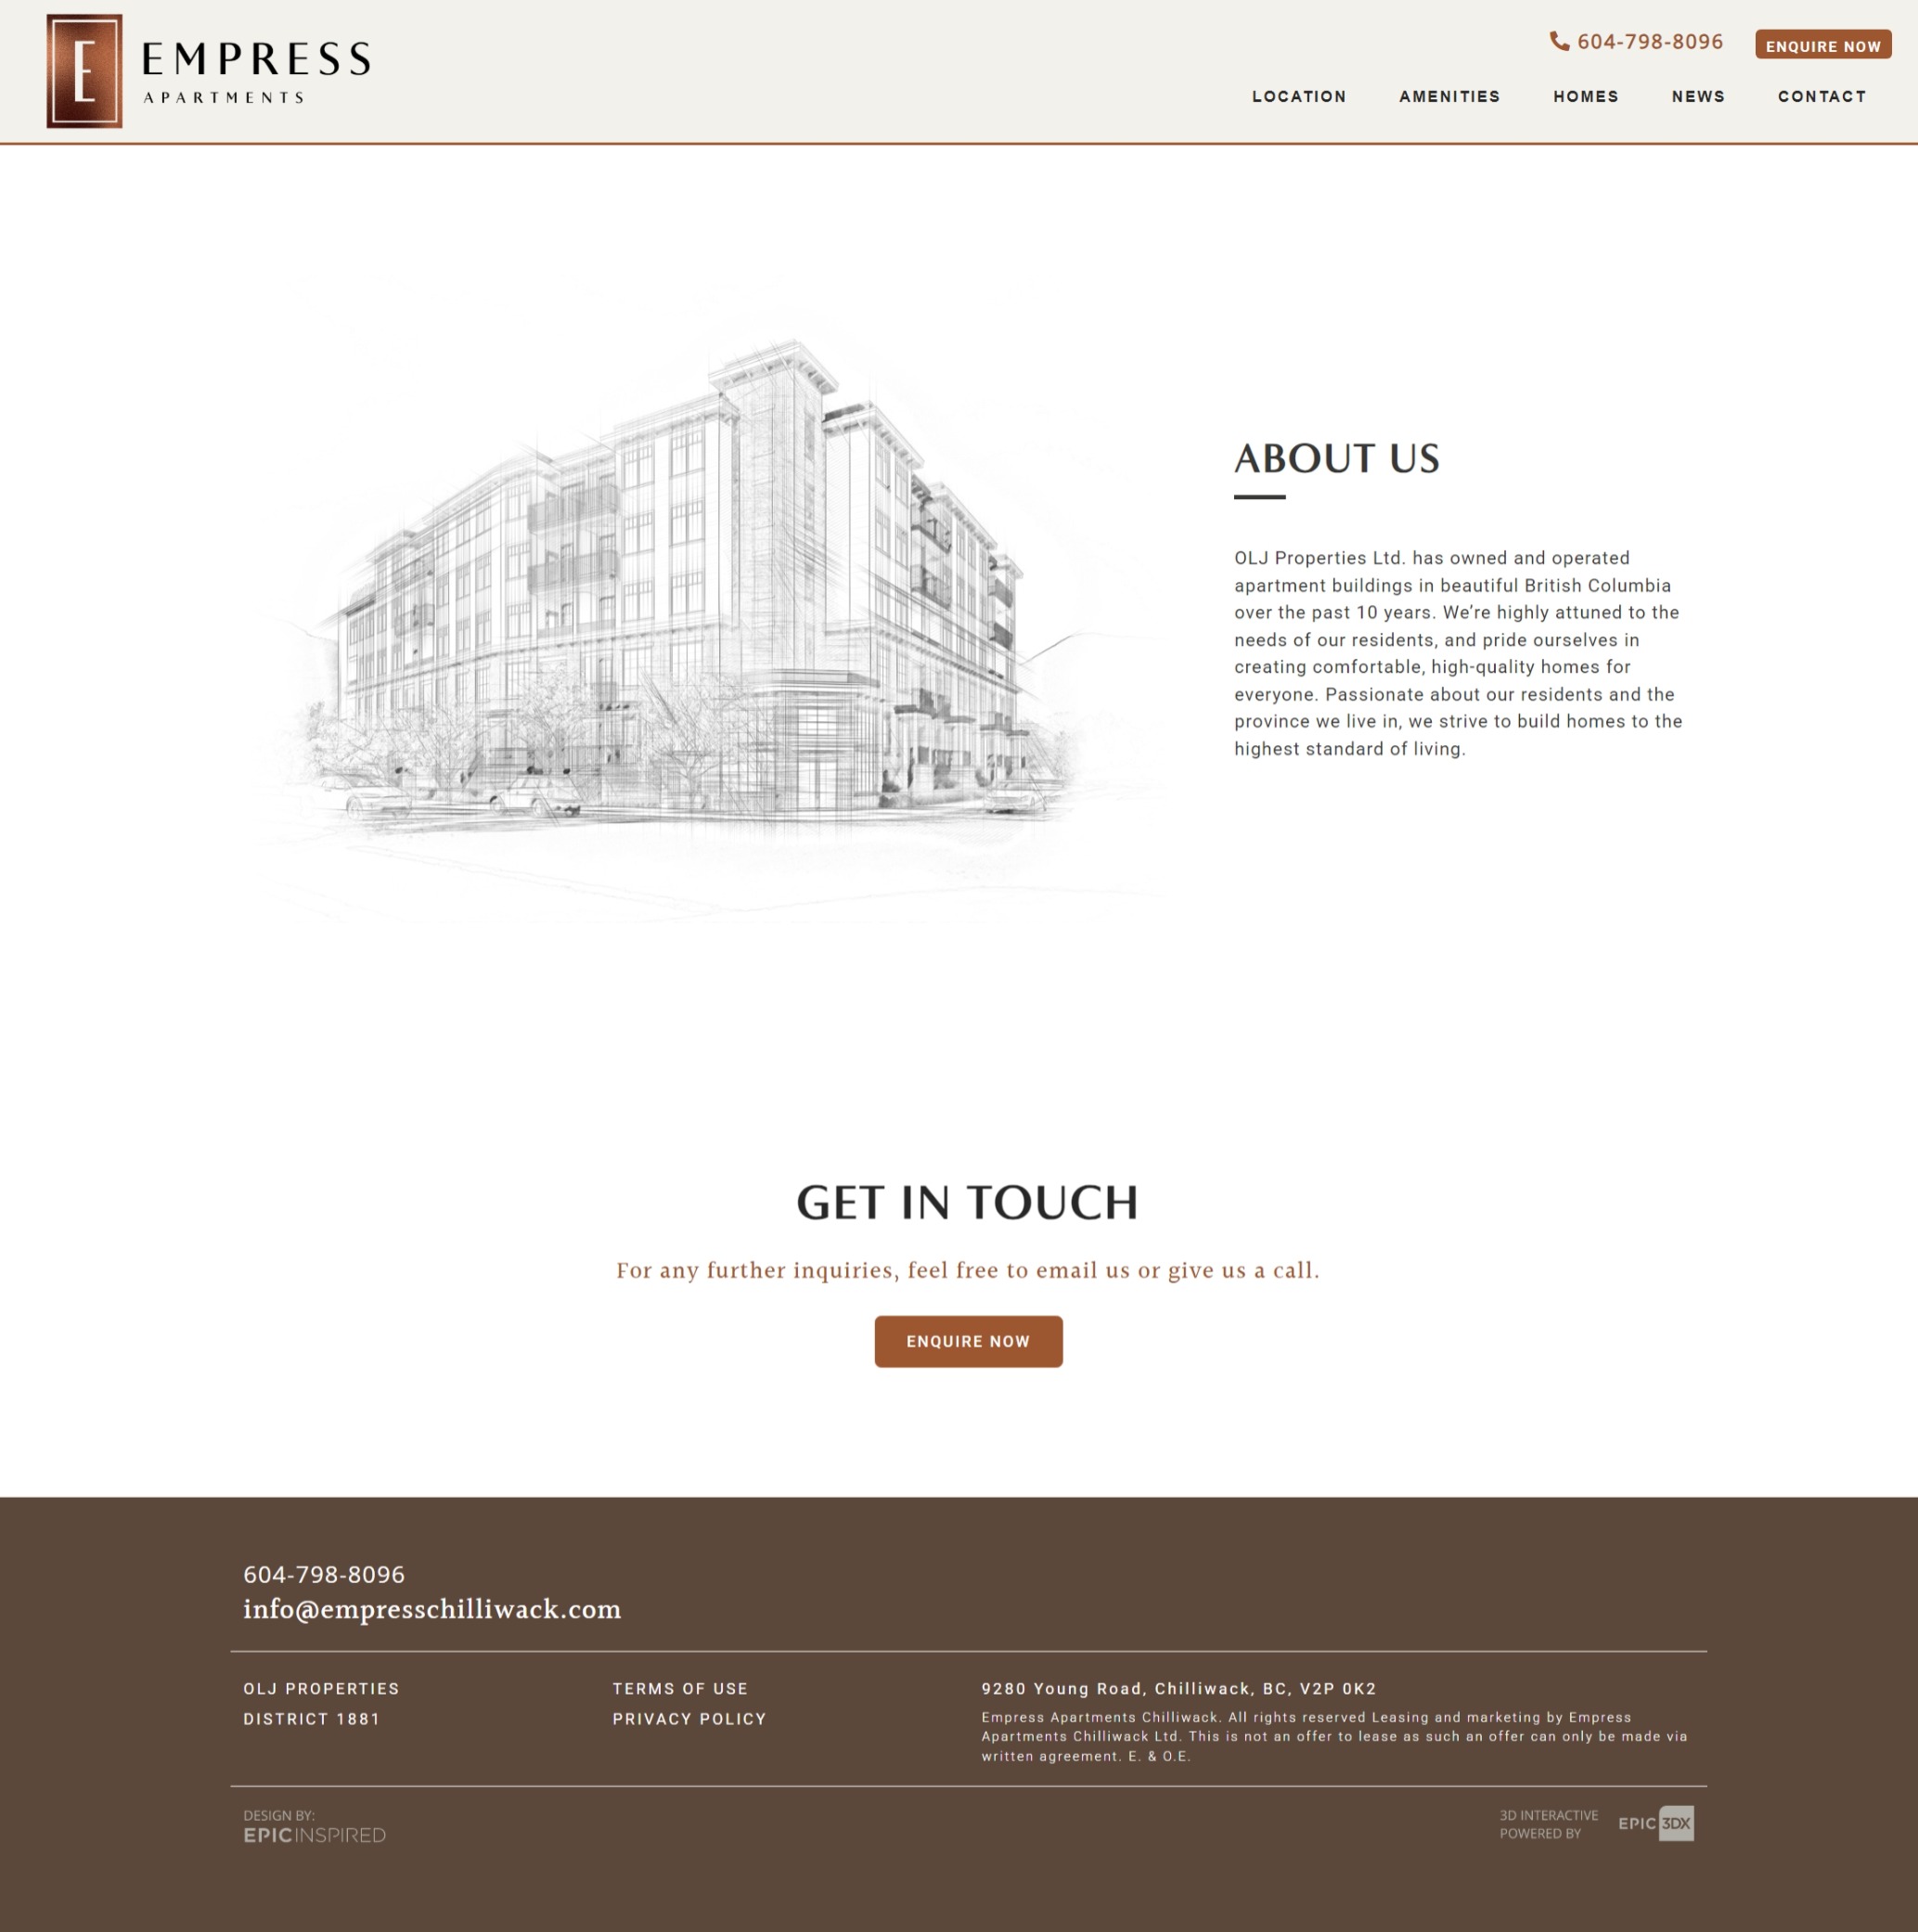 E
EMPRESS
APARTMENTS
604-798-8096
ENQUIRE NOW
LOCATION AMENITIES HOMES NEWS CONTACT
ABOUT US
OLJ Properties Ltd. has owned and operated
apartment buildings in beautiful British Columbia
over the past 10 years. We’re highly attuned to the
needs of our residents, and pride ourselves in
creating comfortable, high-quality homes for
everyone. Passionate about our residents and the
province we live in, we strive to build homes to the
highest standard of living.
GET IN TOUCH
For any further inquiries, feel free to email us or give us a call.
ENQUIRE NOW
604-798-8096
info@empresschilliwack.com
OLJ PROPERTIES
DISTRICT 1881
TERMS OF USE
PRIVACY POLICY
9280 Young Road, Chilliwack, BC, V2P 0K2
Empress Apartments Chilliwack. All rights reserved Leasing and marketing by Empress
Apartments Chilliwack Ltd. This is not an offer to lease as such an offer can only be made via
written agreement. E. & O.E.
DESIGN BY:
EPICINSPIRED
3D INTERACTIVE
POWERED BY
EPIC 3DX